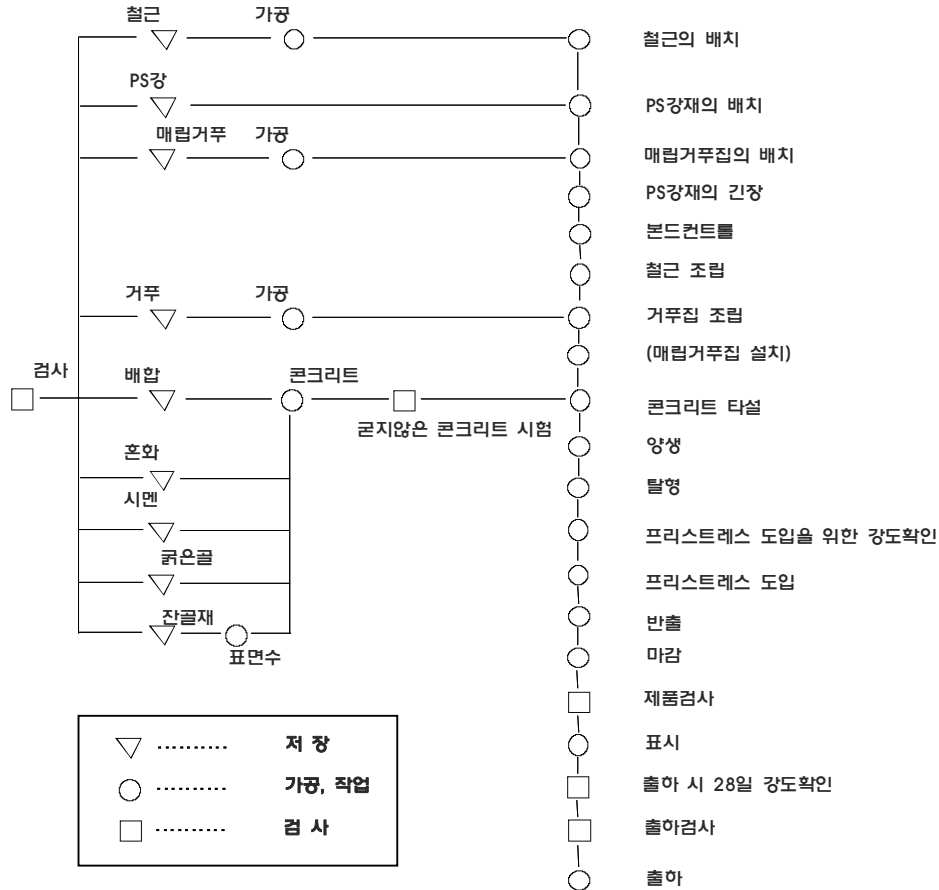 철근 가공
철근의 배치
PS강
PS강재의 배치
매립거푸 가공
매립거푸집의 배치
PS강재의 긴장
본드컨트롤
철근 조립
거푸 가공
거푸집 조립
(매립거푸집 설치)
검사
배합 콘크리트
콘크리트 타설
굳지않은 콘크리트 시험
양생
혼화
탈형
시멘
프리스트레스 도입을 위한 강도확인
굵은골
프리스트레스 도입
잔골재
반출
표면수
마감
제품검사
표시
출하 시 28일 강도확인
출하검사
출하
저 장
가공, 작업
검 사